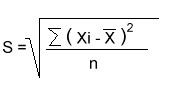 S = √ ∑ ( Xi - X̅ )²
n